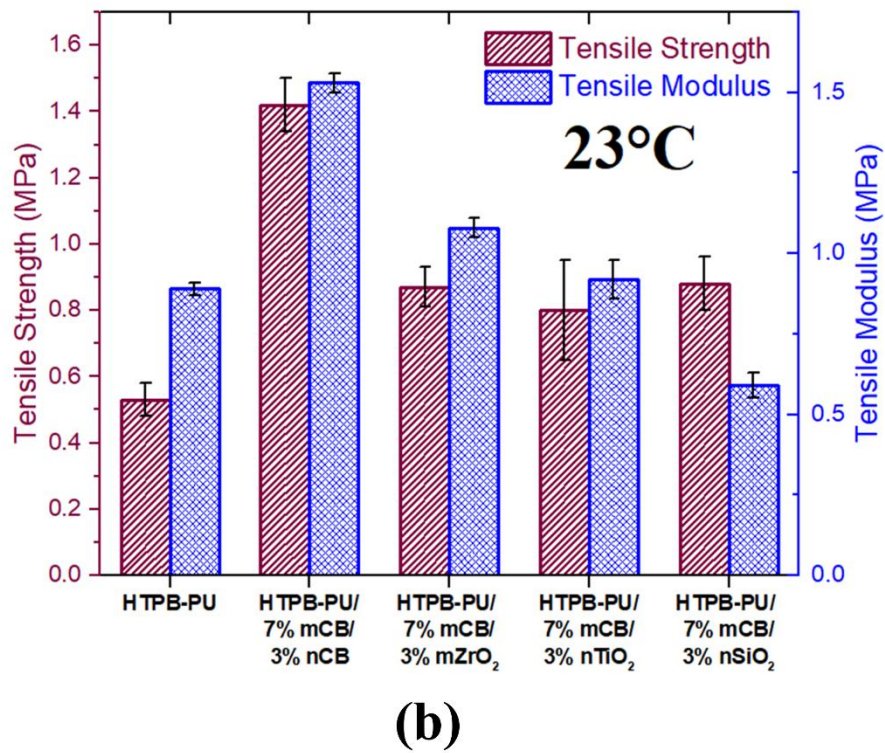 Tensile Strength
Tensile Modulus
23°C
Tensile Strength (MPa)
1.6
1.4
1.2
1.0
0.8
0.6
0.4
0.2
0.0
Tensile Modulus (MPa)
1.5
1.0
0.5
0.0
HTPB-PU
HTPB-PU/
7% mCB/
3% nCB
HTPB-PU/
7% mCB/
3% mZrO₂
HTPB-PU/
7% mCB/
3% nTiO₂
HTPB-PU/
7% mCB/
3% nSiO₂
(b)